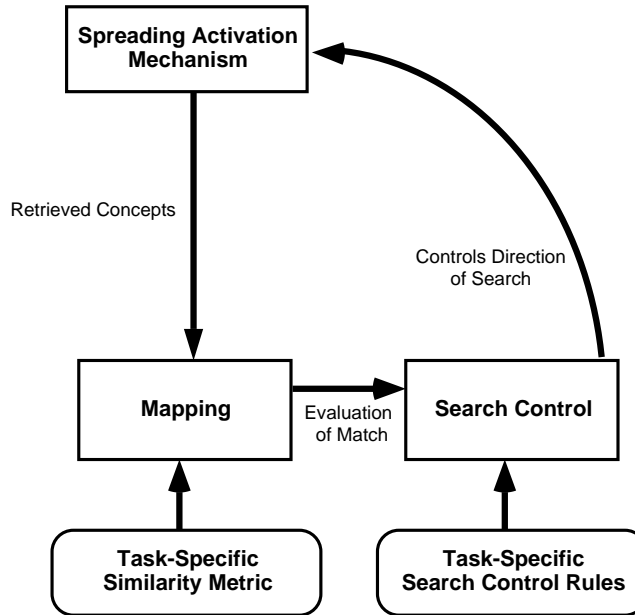 Spreading Activation
Mechanism
Retrieved Concepts
Controls Direction
of Search
Mapping
Evaluation
of Match
Search Control
Task-Specific
Similarity Metric
Task-Specific
Search Control Rules